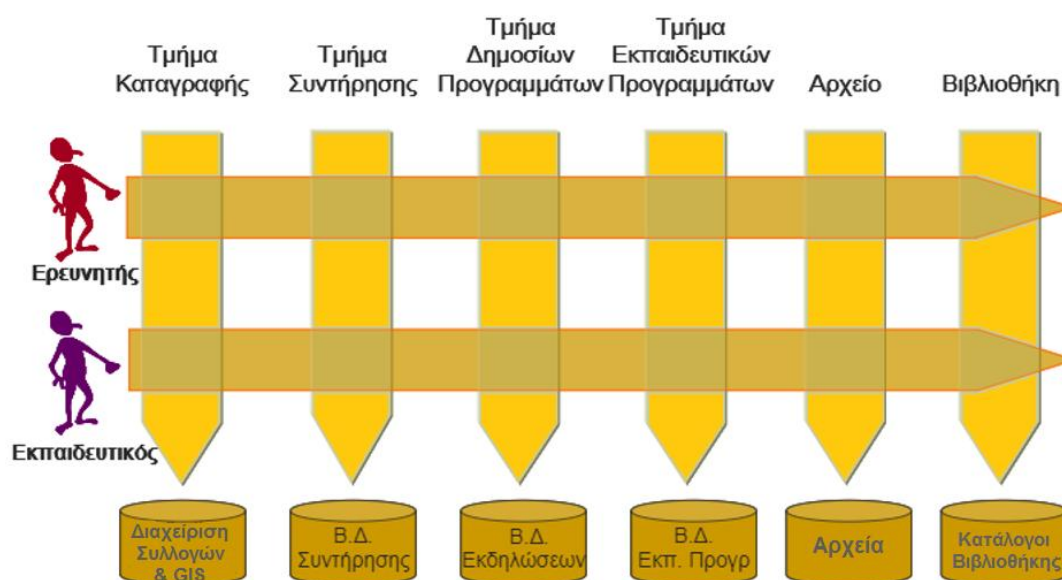 Τμήμα
Καταγραφής
Τμήμα
Συντήρησης
Τμήμα
Δημοσίων
Προγραμμάτων
Τμήμα
Εκπαιδευτικών
Προγραμμάτων
Αρχείο
Βιβλιοθήκη
Ερευνητής
Εκπαιδευτικός
Διαχείριση
Συλλογών
& GIS
Β.Δ.
Συντήρησης
Β.Δ.
Εκδηλώσεων
Β.Δ.
Εκπ. Προγρ
Αρχεία
Κατάλογοι
Βιβλιοθήκης